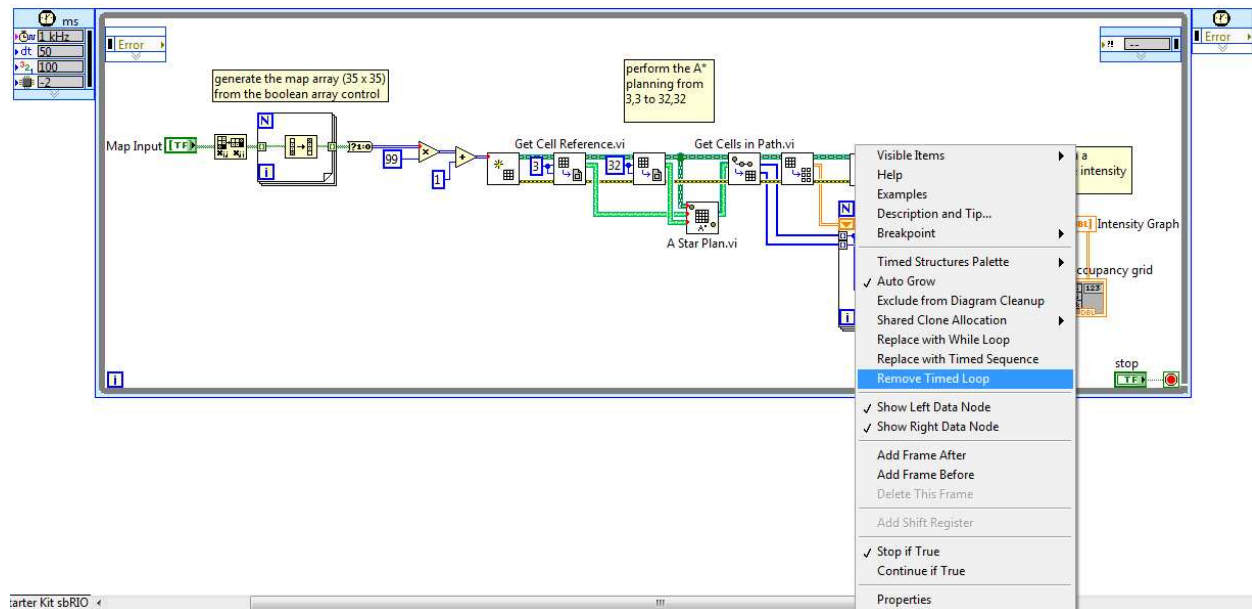 ms
1 kHz
dt 50
100
-2
Error
generate the map array (35 x 35)
from the boolean array control
Map Input
TF
N
i
?1:0
99
1
Get Cell Reference.vi
3
32
perform the A*
planning from
3,3 to 32,32
A*
A Star Plan.vi
Get Cells in Path.vi
N
i
Visible Items
Help
Examples
Description and Tip...
Breakpoint
Timed Structures Palette
Auto Grow
Exclude from Diagram Cleanup
Shared Clone Allocation
Replace with While Loop
Replace with Timed Sequence
Remove Timed Loop
Show Left Data Node
Show Right Data Node
Add Frame After
Add Frame Before
Delete This Frame
Add Shift Register
Stop if True
Continue if True
Properties
?! --
Error
a
intensity
Intensity Graph
ccupancy grid
123
DBL
stop
TF
i
tarter Kit sbRIO